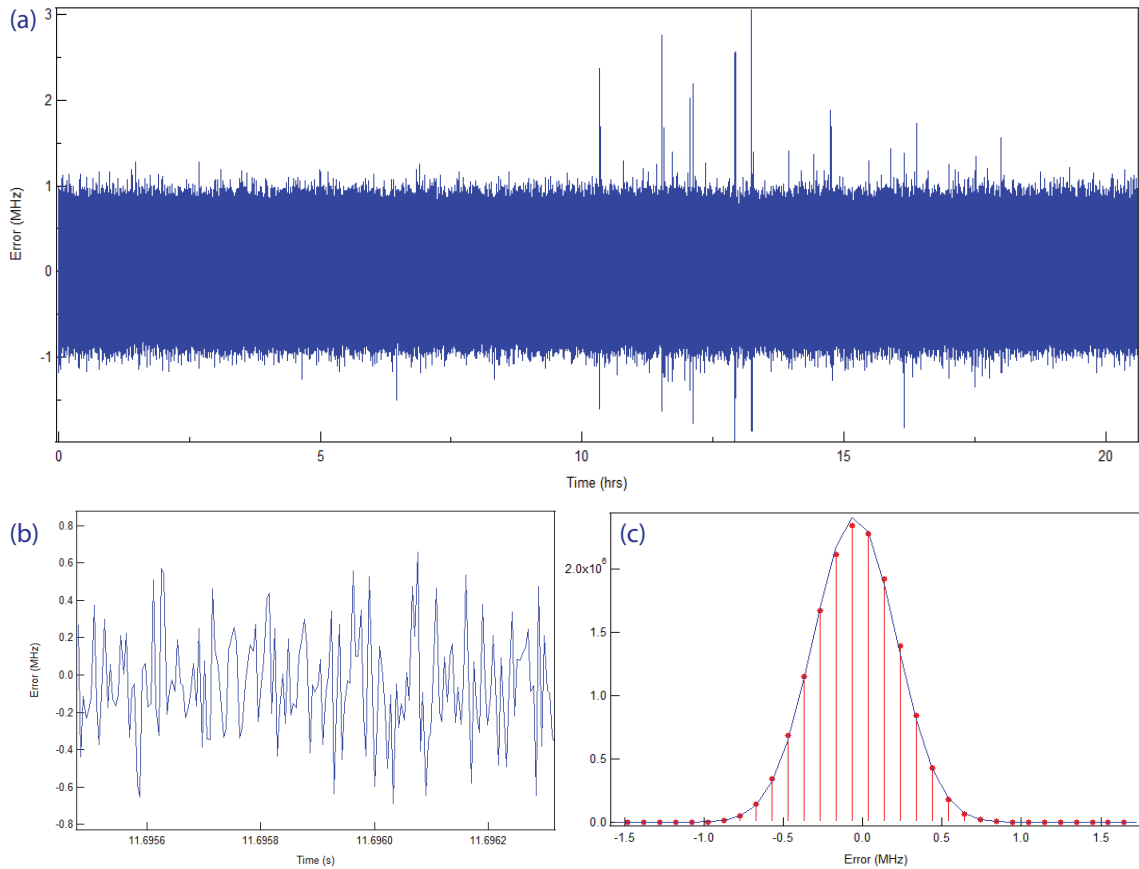 (a)
3
2
1
0
-1
Error (MHz)
0 5 10 15 20
Time (hrs)
(b)
0.8
0.6
0.4
0.2
0.0
-0.2
-0.4
-0.6
-0.8
Error (MHz)
11.6956 11.6958 11.6960 11.6962
Time (s)
(c)
2.0x10⁶
1.5
1.0
0.5
0.0
-1.5 -1.0 -0.5 0.0 0.5 1.0 1.5
Error (MHz)